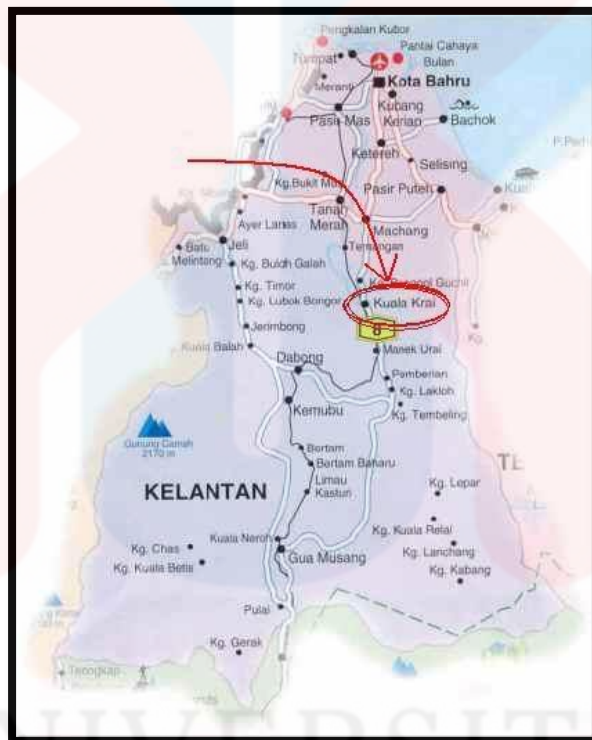 Pengkalan Kubor
Tumpat
Pantai Cahaya
Bulan
Meranti
Kota Bahru
Kubang
Kerian
Pasir Mas
Bachok
Ketereh
Selising
Kg.Bukit
Pasir Puteh
Tanah
Merah
Ayer Lanas
Machang
Jeli
Batu
Melintang
Temangan
Kg. Buloh Galah
Kg. Timor
Kuala Krai
Kg. Lubok Bongor
8
Jerimbong
Kuala Balah
Manek Urai
Dabong
Pemberian
Kg. Lakloh
Kemubu
Kg. Tembeling
Gunung Camah
2170 m
Bertam
Bertam Baharu
KELANTAN
Limau
Kasturi
Kg. Lepar
Kuala Neroh
Kg. Kuala Relai
Kg. Chas
Gua Musang
Kg. Lanchang
Kg. Kuala Betis
Kg. Kabang
Pulai
Kg. Gerak
UNIVERSIT